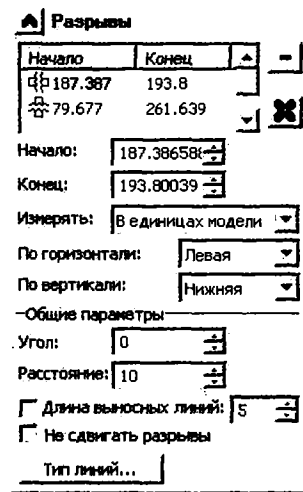 Разрывы
Начало Конец
187.387 193.8
79.677 261.639
Начало: 187.386588
Конец: 193.80039
Измерять: В единицах модели
По горизонтали: Левая
По вертикали: Нижняя
Общие параметры
Угол: 0
Расстояние: 10
Длина выносных линий: 5
Не сдвигать разрывы
Тип линий...